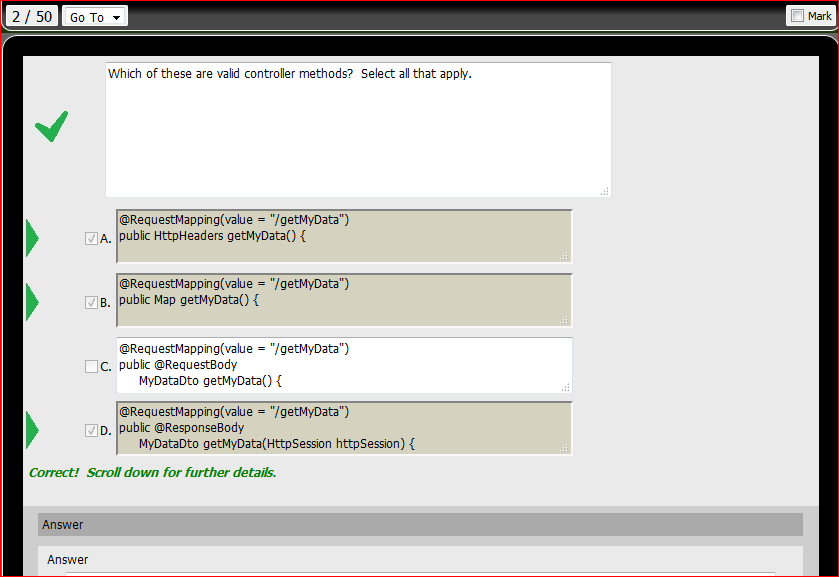 2 / 50 Go To Mark
Which of these are valid controller methods?  Select all that apply.
A. @RequestMapping(value = "/getMyData")
public HttpHeaders getMyData() {
B. @RequestMapping(value = "/getMyData")
public Map getMyData() {
C. @RequestMapping(value = "/getMyData")
public @RequestBody
MyDataDto getMyData() {
D. @RequestMapping(value = "/getMyData")
public @ResponseBody
MyDataDto getMyData(HttpSession httpSession) {
Correct!  Scroll down for further details.
Answer
Answer